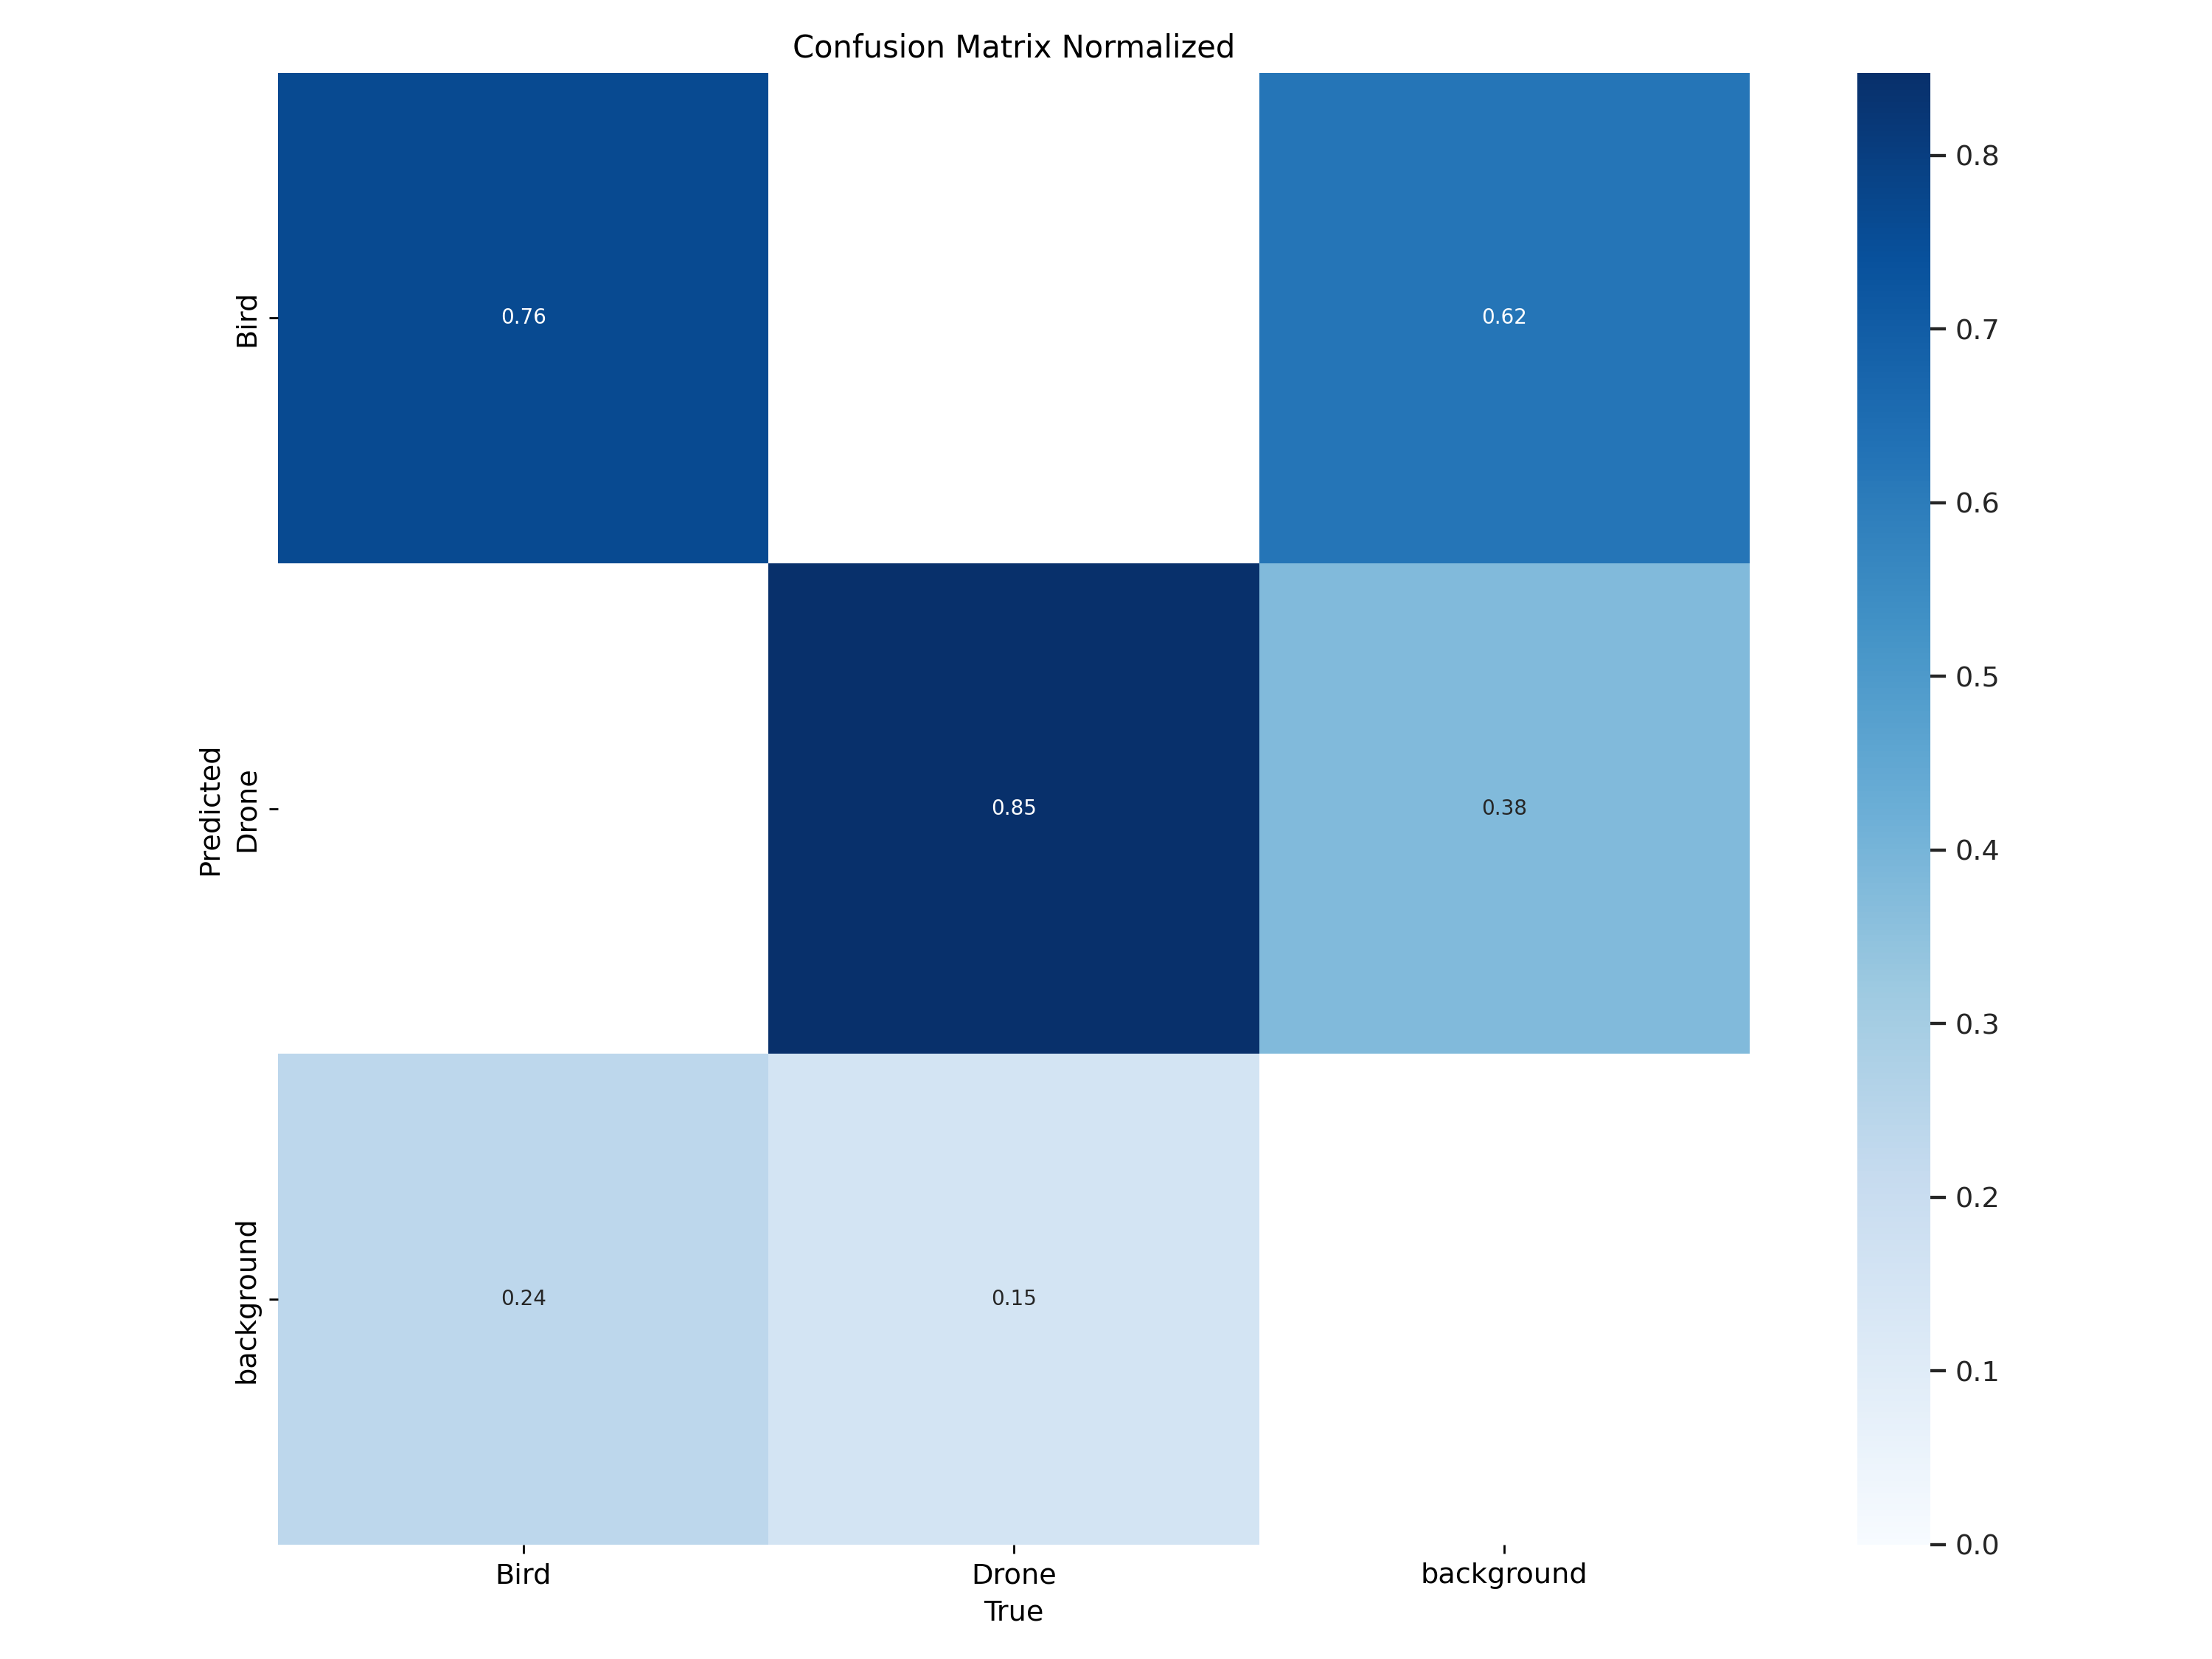 Confusion Matrix Normalized
Predicted
Bird
0.76
0.62
Drone
0.85
0.38
background
0.24
0.15
Bird
Drone
background
True
0.8
0.7
0.6
0.5
0.4
0.3
0.2
0.1
0.0